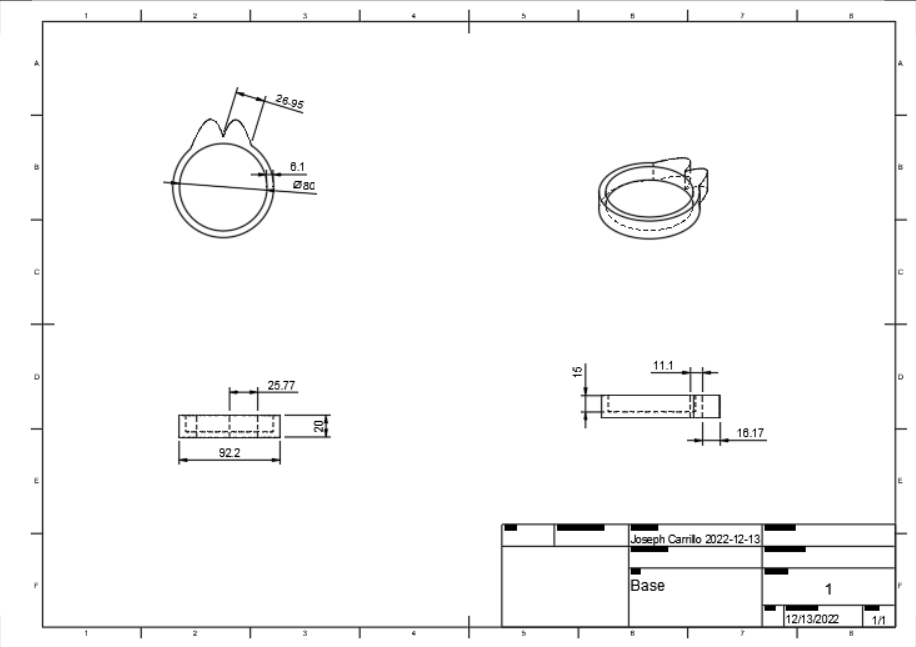 1 2 3 4 5 6 7 8
A A
26.95
B B
6.1
Ø80
C C
D D
11.1
15
25.77
20
16.17
92.2
E E
Joseph Carrillo 2022-12-13
Base
1
F F
12/13/2022 1/1
1 2 3 4 5 6 7 8